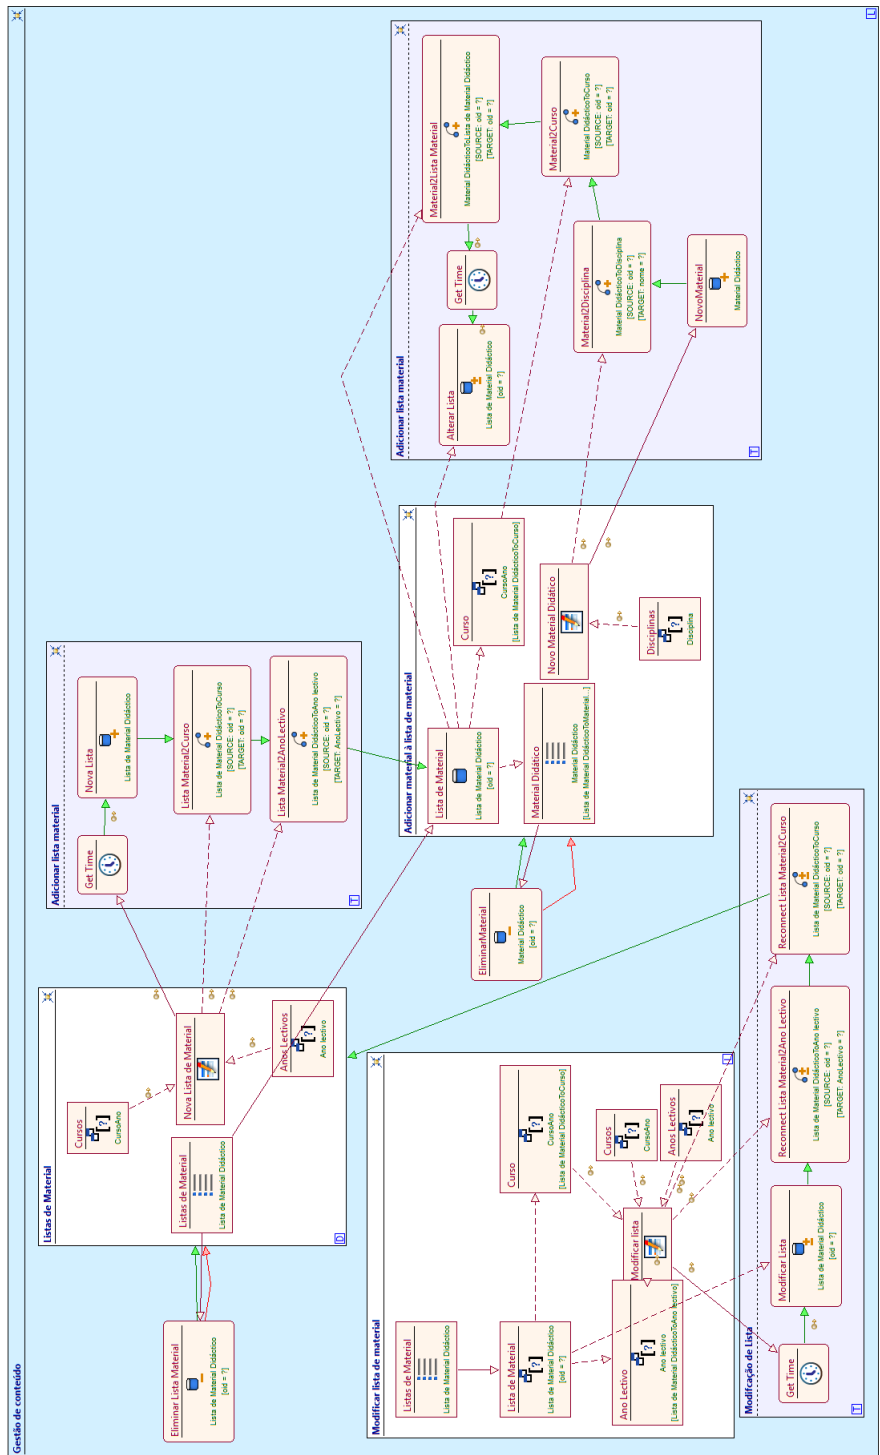 Gestão de conteúdo
L
Listas de Material
D
Cursos
[?]
CursoAno
Nova Lista de Material
Anos Lectivos
[?]
Ano lectivo
Listas de Material
Lista de Material Didáctico
Eliminar Lista Material
Lista de Material Didáctico
[oid = ?]
Adicionar lista material
T
Get Time
Nova Lista
Lista de Material Didáctico
Lista Material2Curso
Lista de Material DidácticoToCurso
[SOURCE: oid = ?]
[TARGET: oid = ?]
Lista Material2AnoLectivo
Lista de Material DidácticoToAno lectivo
[SOURCE: oid = ?]
[TARGET: AnoLectivo = ?]
Modificar lista de material
L
Listas de Material
Lista de Material Didáctico
Lista de Material
[?]
Lista de Material Didáctico
[oid = ?]
Curso
[?]
CursoAno
[Lista de Material DidácticoToCurso]
Cursos
[?]
CursoAno
Anos Lectivos
[?]
Ano lectivo
Modificar lista
Ano Lectivo
[?]
Ano lectivo
[Lista de Material DidácticoToAno lectivo]
Adicionar material à lista de material
Lista de Material
Lista de Material Didáctico
[oid = ?]
Curso
[?]
CursoAno
[Lista de Material DidácticoToCurso]
Material Didático
Material Didáctico
[Lista de Material DidácticoToMaterial...]
Novo Material Didático
Disciplinas
[?]
Disciplina
EliminarMaterial
Material Didáctico
[oid = ?]
Adicionar lista material
T
Material2Lista Material
Material DidácticoToLista de Material Didáctico
[SOURCE: oid = ?]
[TARGET: oid = ?]
Get Time
Alterar Lista
Lista de Material Didáctico
[oid = ?]
Material2Curso
Material DidácticoToCurso
[SOURCE: oid = ?]
[TARGET: oid = ?]
Material2Disciplina
Material DidácticoToDisciplina
[SOURCE: oid = ?]
[TARGET: nome = ?]
NovoMaterial
Material Didáctico
Modifcação de Lista
T
Get Time
Modificar Lista
Lista de Material Didáctico
[oid = ?]
Reconnect Lista Material2Ano Lectivo
Lista de Material DidácticoToAno lectivo
[SOURCE: oid = ?]
[TARGET: AnoLectivo = ?]
Reconnect Lista Material2Curso
Lista de Material DidácticoToCurso
[SOURCE: oid = ?]
[TARGET: oid = ?]